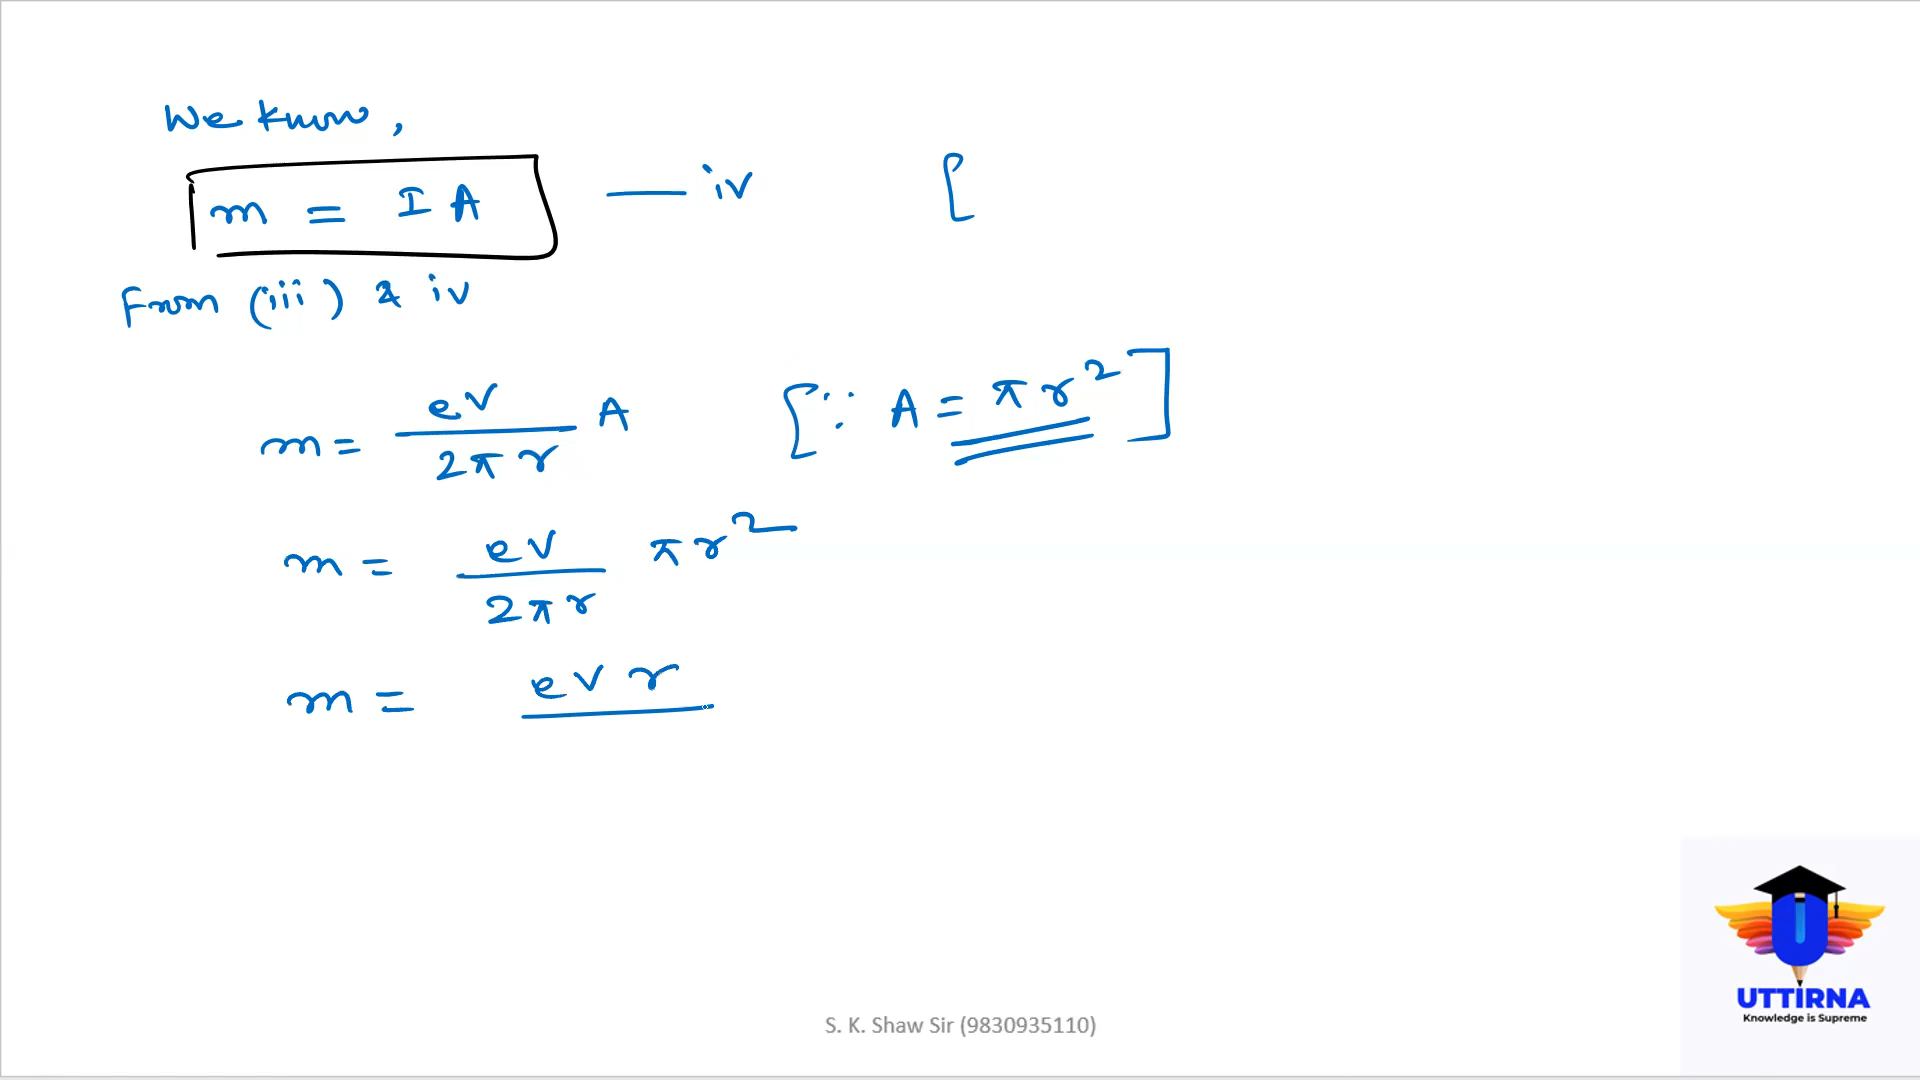 We know,
m = I A — iv [
From (iii) & iv
m = ev/2πr A [∵ A = πr²]
m = ev/2πr πr²
m = evr
S. K. Shaw Sir (9830935110)
UTTIRNA
Knowledge is Supreme